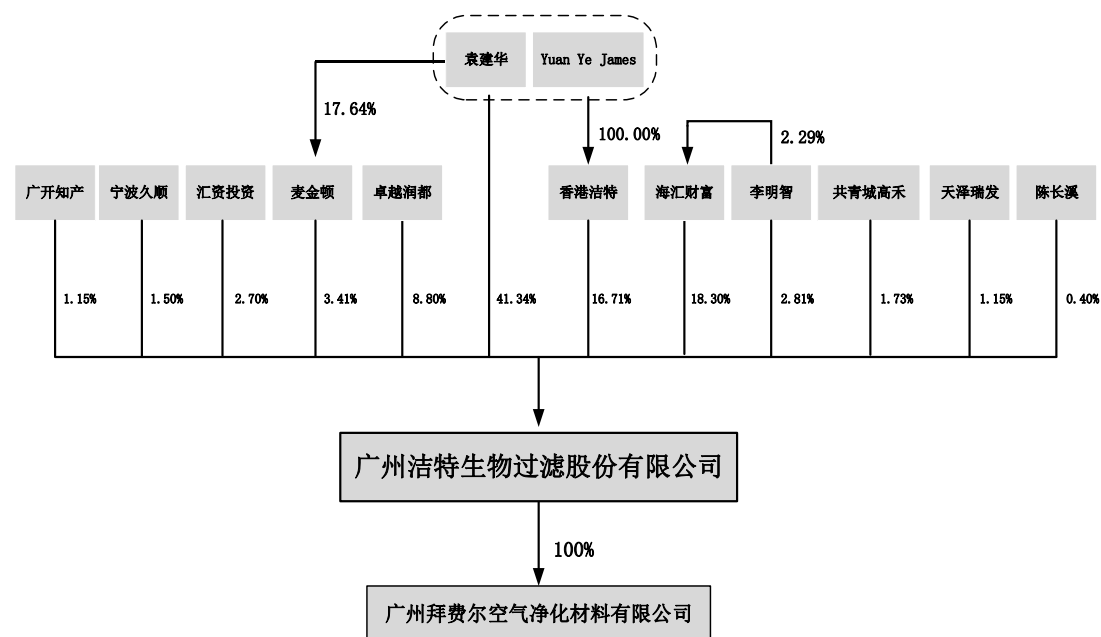 袁建华
Yuan Ye James
17.64%
100.00%
2.29%
广开知产
宁波久顺
汇资投资
麦金顿
卓越润都
香港洁特
海汇财富
李明智
共青城高禾
天泽瑞发
陈长溪
1.15%
1.50%
2.70%
3.41%
8.80%
41.34%
16.71%
18.30%
2.81%
1.73%
1.15%
0.40%
广州洁特生物过滤股份有限公司
100%
广州拜费尔空气净化材料有限公司